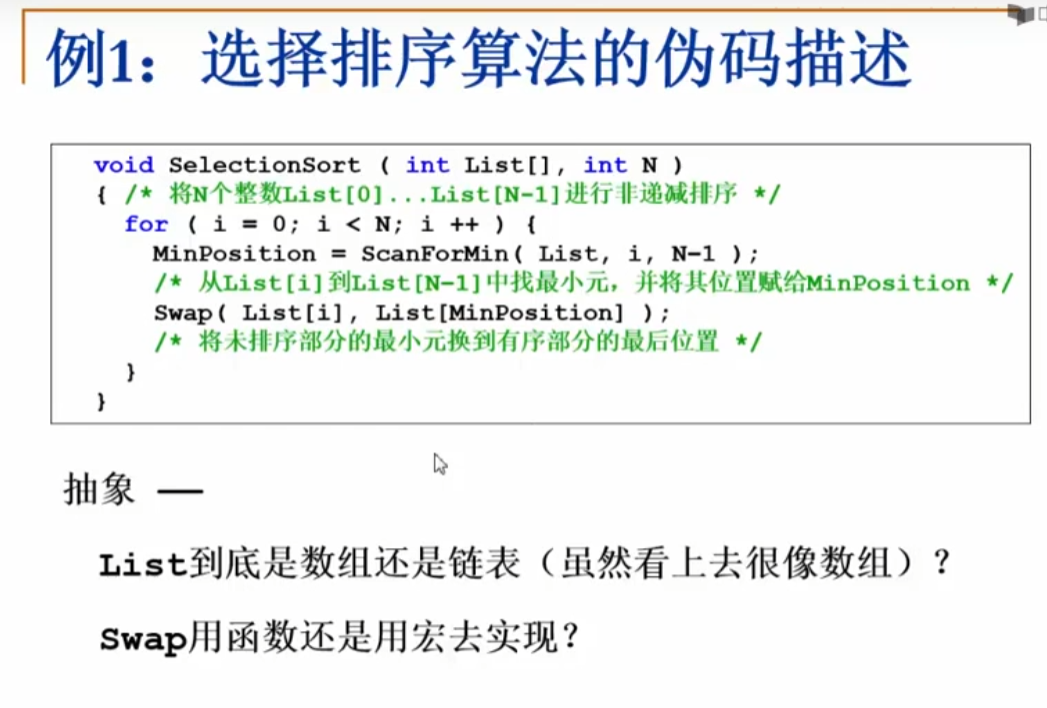 例1：选择排序算法的伪码描述
void SelectionSort ( int List[], int N )
{ /* 将N个整数List[0]...List[N-1]进行非递减排序 */
for ( i = 0; i < N; i ++ ) {
MinPosition = ScanForMin( List, i, N-1 );
/* 从List[i]到List[N-1]中找最小元，并将其位置赋给MinPosition */
Swap( List[i], List[MinPosition] );
/* 将未排序部分的最小元换到有序部分的最后位置 */
}
}
抽象 —
List到底是数组还是链表（虽然看上去很像数组）？
Swap用函数还是用宏去实现？